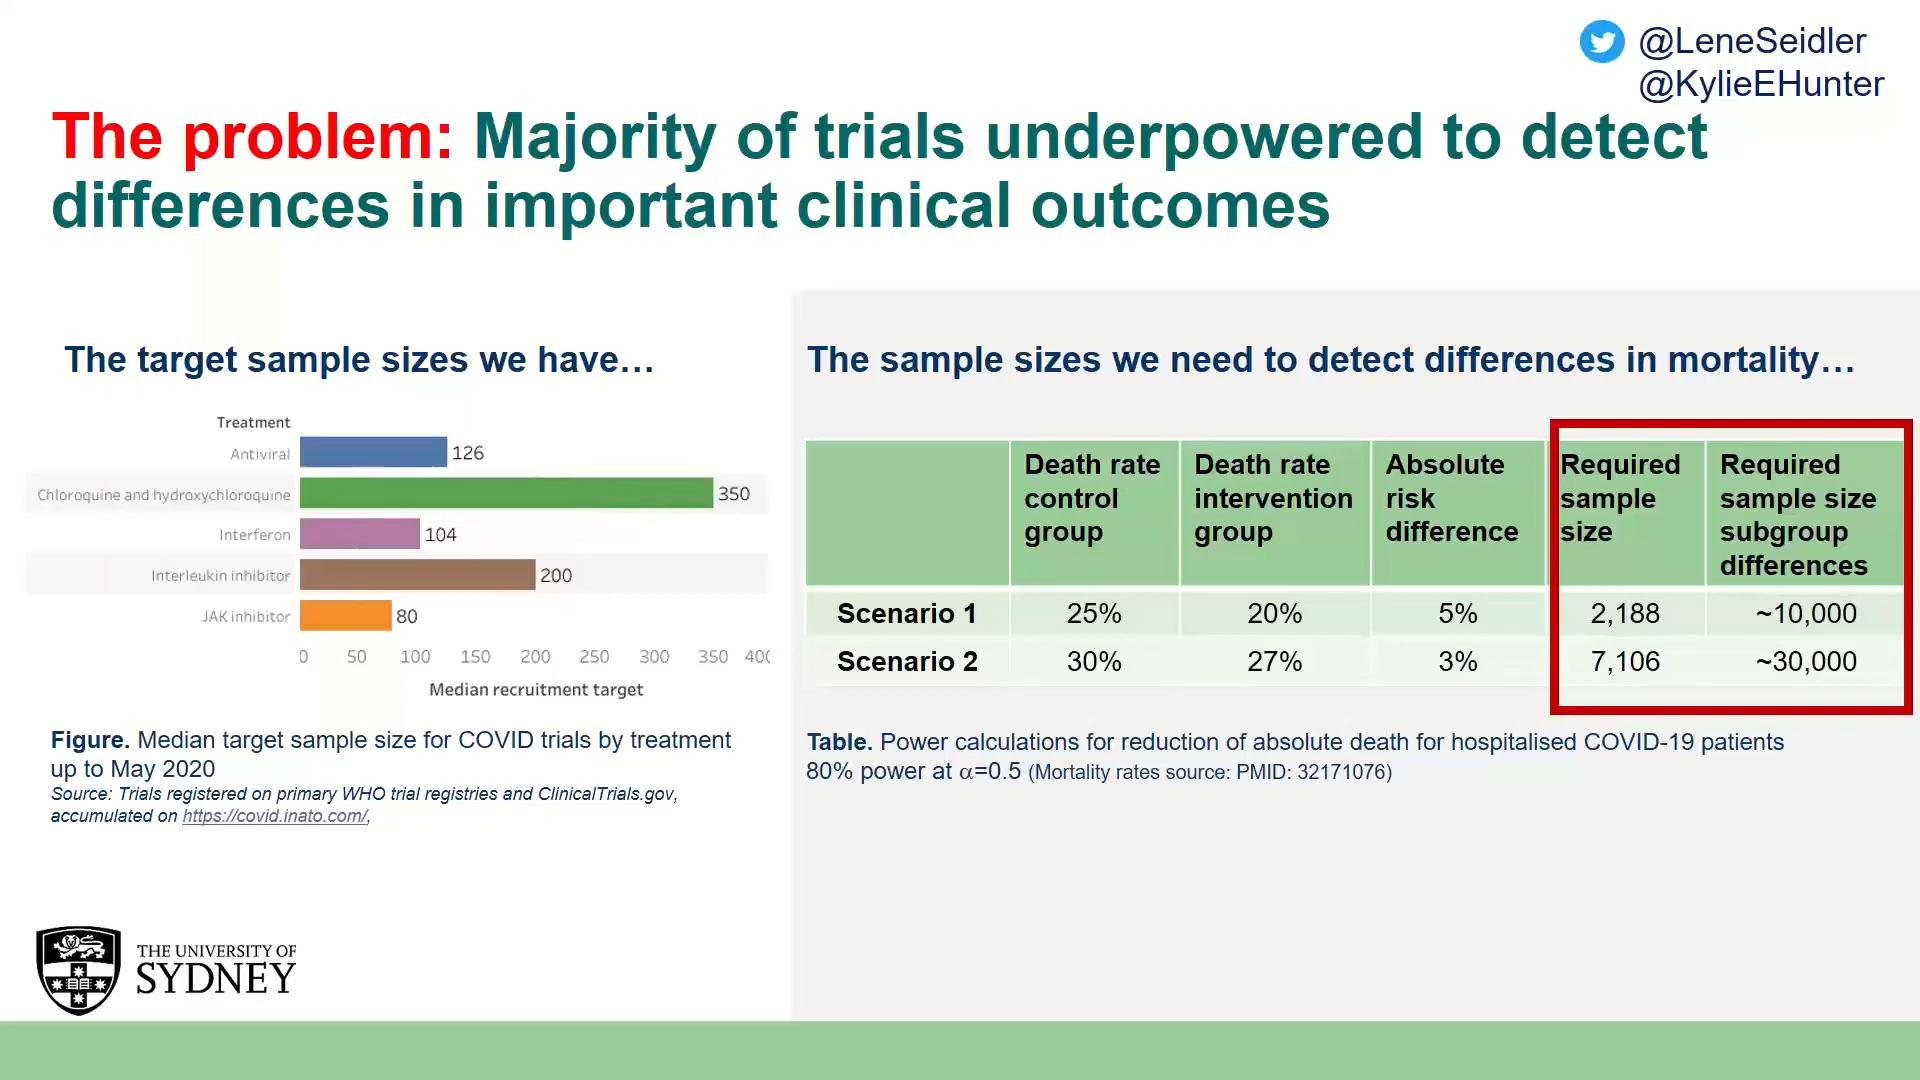 @LeneSeidler
@KylieEHunter
The problem: Majority of trials underpowered to detect
differences in important clinical outcomes
The target sample sizes we have…
Treatment
Antiviral 126
Chloroquine and hydroxychloroquine 350
Interferon 104
Interleukin inhibitor 200
JAK inhibitor 80
0 50 100 150 200 250 300 350 400
Median recruitment target
Figure. Median target sample size for COVID trials by treatment
up to May 2020
Source: Trials registered on primary WHO trial registries and ClinicalTrials.gov,
accumulated on https://covid.inato.com/,
The sample sizes we need to detect differences in mortality…
Death rate control group
Death rate intervention group
Absolute risk difference
Required sample size
Required sample size subgroup differences
Scenario 1 25% 20% 5% 2,188 ~10,000
Scenario 2 30% 27% 3% 7,106 ~30,000
Table. Power calculations for reduction of absolute death for hospitalised COVID-19 patients
80% power at α=0.5 (Mortality rates source: PMID: 32171076)
THE UNIVERSITY OF
SYDNEY